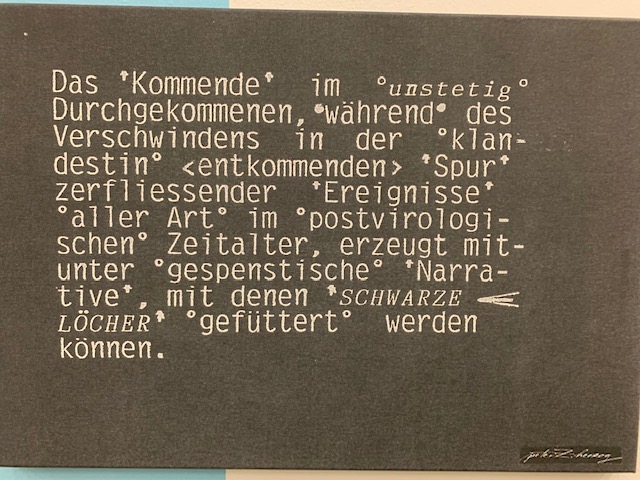 Das *Kommende* im °unstetig°
Durchgekommenen, °während° des
Verschwindens in der °klan-
destin° <entkommenden> *Spur*
zerfliessender *Ereignisse*
°aller Art° im °postvirologi-
schen° Zeitalter, erzeugt mit-
unter °gespenstische° *Narra-
tive*, mit denen *SCHWARZE
LÖCHER* °gefüttert° werden
können.